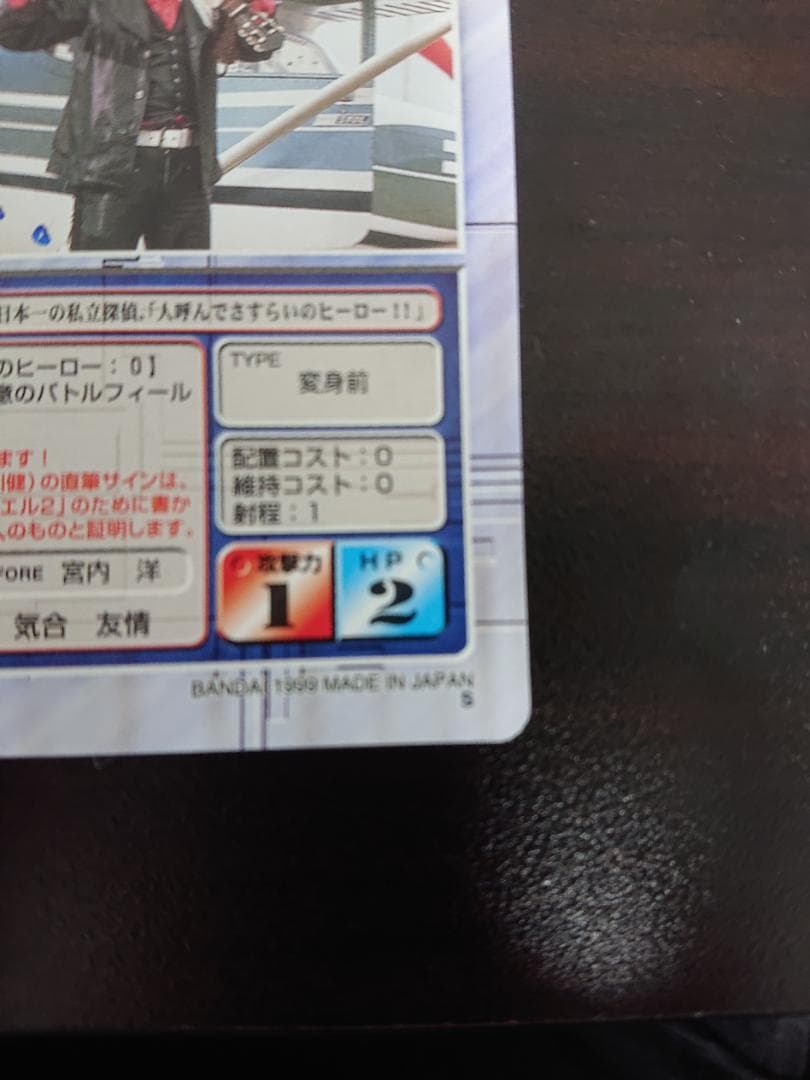 日本一の私立探偵。「人呼んでさすらいのヒーロー!!」
のヒーロー：0】
のバトルフィール
ます！
健)の直筆サインは、
エル2」のために書か
のものと証明します。
宮内 洋
気合 友情
TYPE
変身前
配置コスト：0
維持コスト：0
射程：1
攻撃力
1
HP
2
BANDAI 1999 MADE IN JAPAN
S